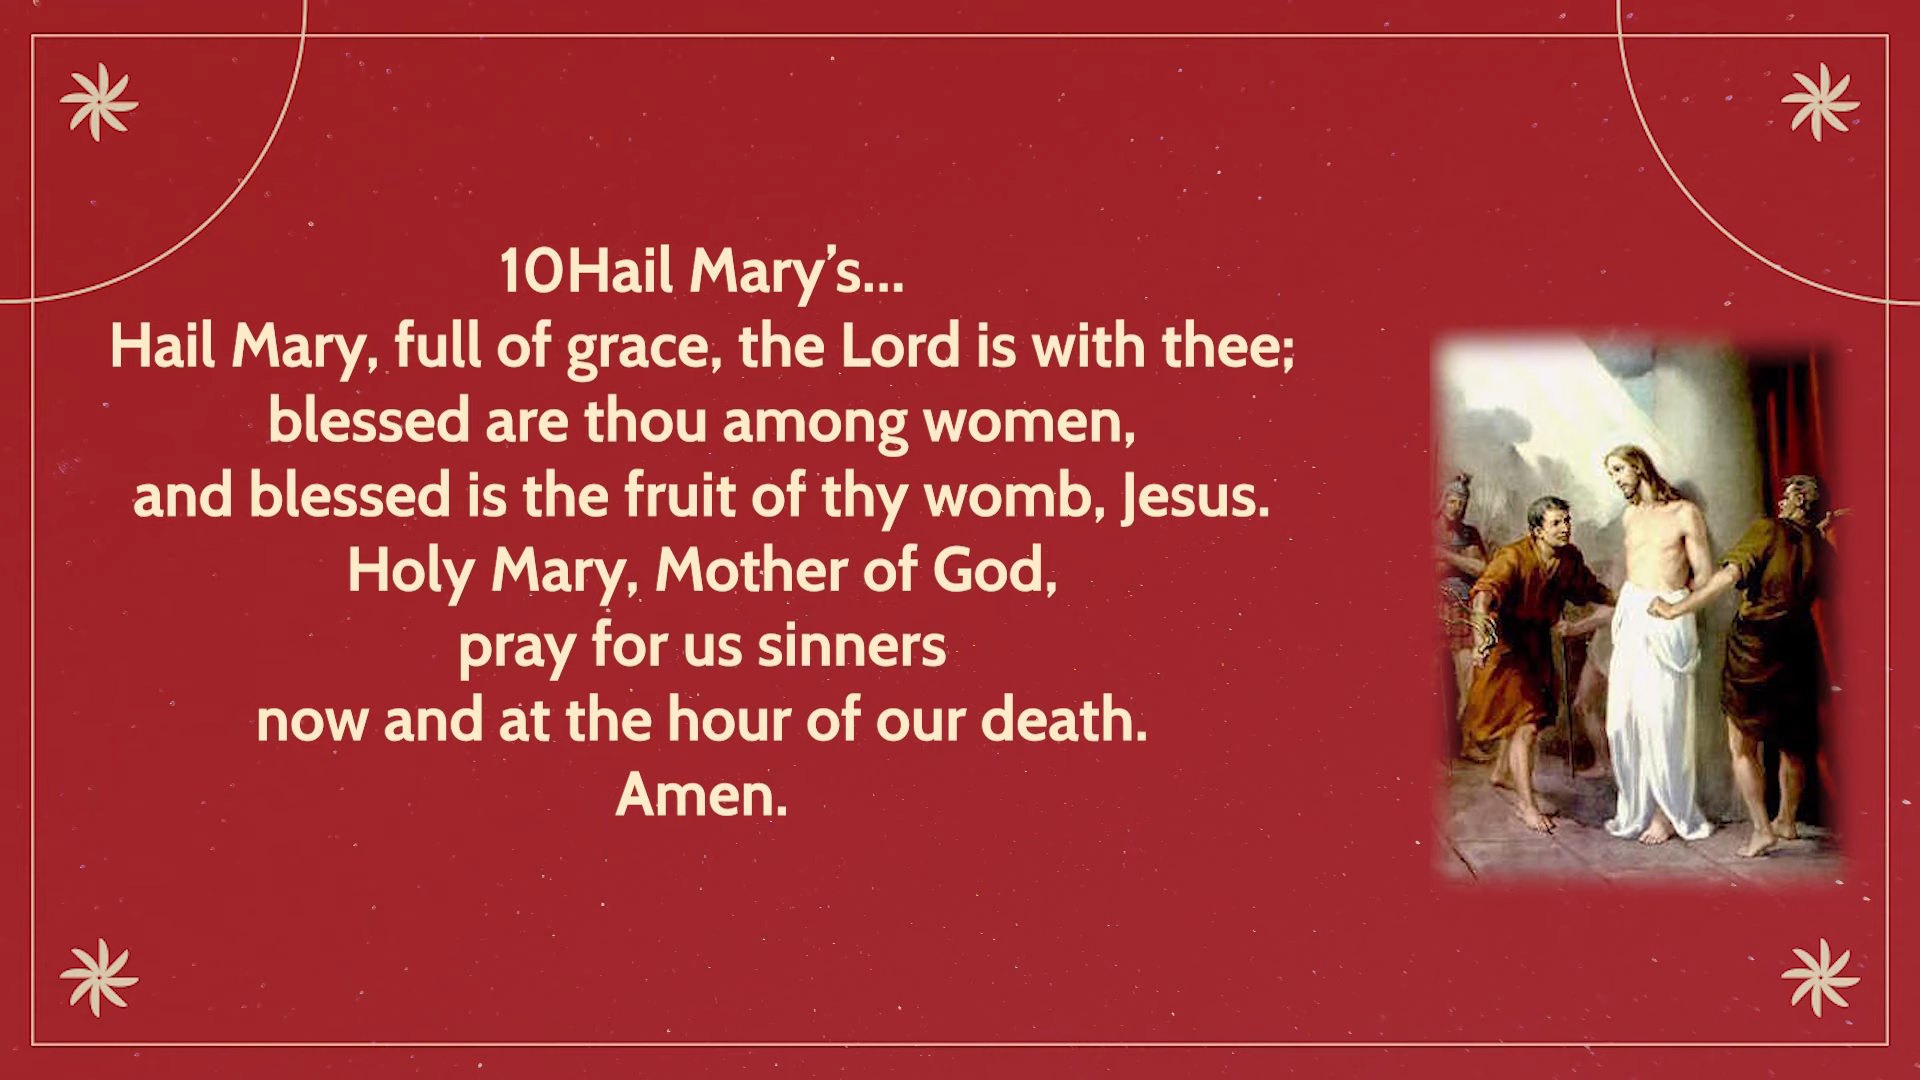 10Hail Mary’s...
Hail Mary, full of grace, the Lord is with thee;
blessed are thou among women,
and blessed is the fruit of thy womb, Jesus.
Holy Mary, Mother of God,
pray for us sinners
now and at the hour of our death.
Amen.